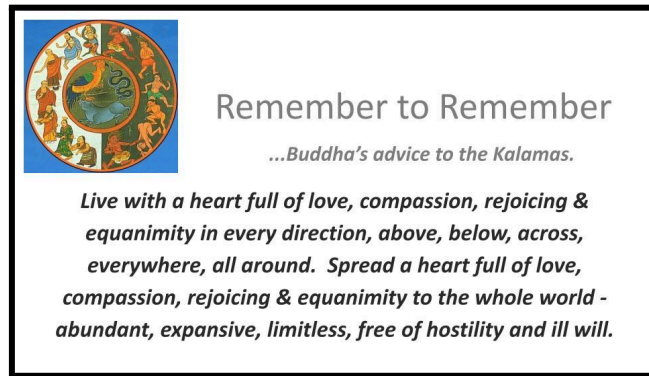 Remember to Remember
...Buddha's advice to the Kalamas.
Live with a heart full of love, compassion, rejoicing &
equanimity in every direction, above, below, across,
everywhere, all around.  Spread a heart full of love,
compassion, rejoicing & equanimity to the whole world -
abundant, expansive, limitless, free of hostility and ill will.